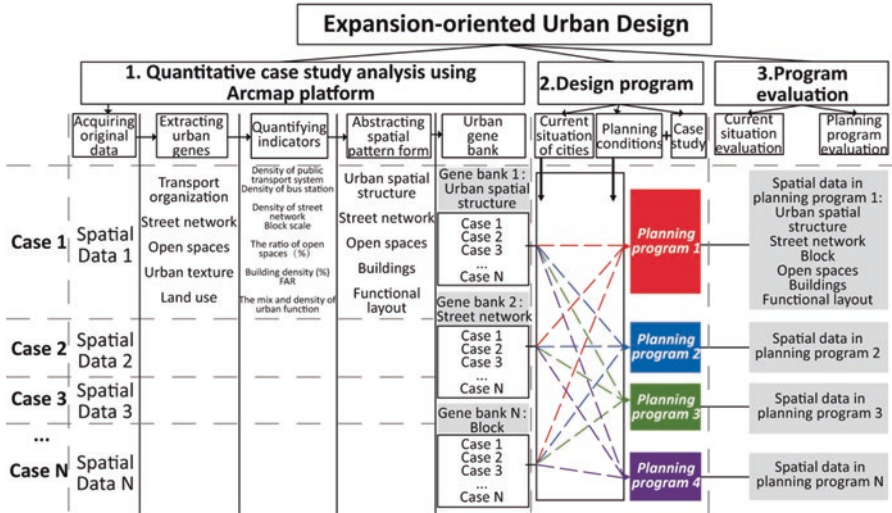 Expansion-oriented Urban Design
1. Quantitative case study analysis using
Arcmap platform
2.Design program
3.Program
evaluation
Acquiring
original
data
Extracting
urban
genes
Quantifying
indicators
Abstracting
spatial
pattern form
Urban
gene
bank
Current
situation
of cities
Planning
conditions
+
Case
study
Current
situation
evaluation
Planning
program
evaluation
Case 1
Spatial
Data 1
Transport
organization
Street network
Open spaces
Urban texture
Land use
Density of public
transport system
Density of bus station
Density of street
network
Block scale
The ratio of open
spaces (%)
Building density (%)
FAR
The mix and density of
urban function
Urban spatial
structure
Street network
Open spaces
Buildings
Functional
layout
Gene bank 1:
Urban spatial
structure
Case 1
Case 2
Case 3
...
Case N
Planning
program 1
Spatial data in
planning program 1:
Urban spatial
structure
Street network
Block
Open spaces
Buildings
Functional layout
Case 2
Spatial
Data 2
Gene bank 2:
Street network
Case 1
Case 2
Case 3
...
Case N
Planning
program 2
Spatial data in
planning program 2
Case 3
Spatial
Data 3
Planning
program 3
Spatial data in
planning program 3
...
Case N
Spatial
Data N
Gene bank N:
Block
Case 1
Case 2
Case 3
...
Case N
Planning
program 4
Spatial data in
planning program N